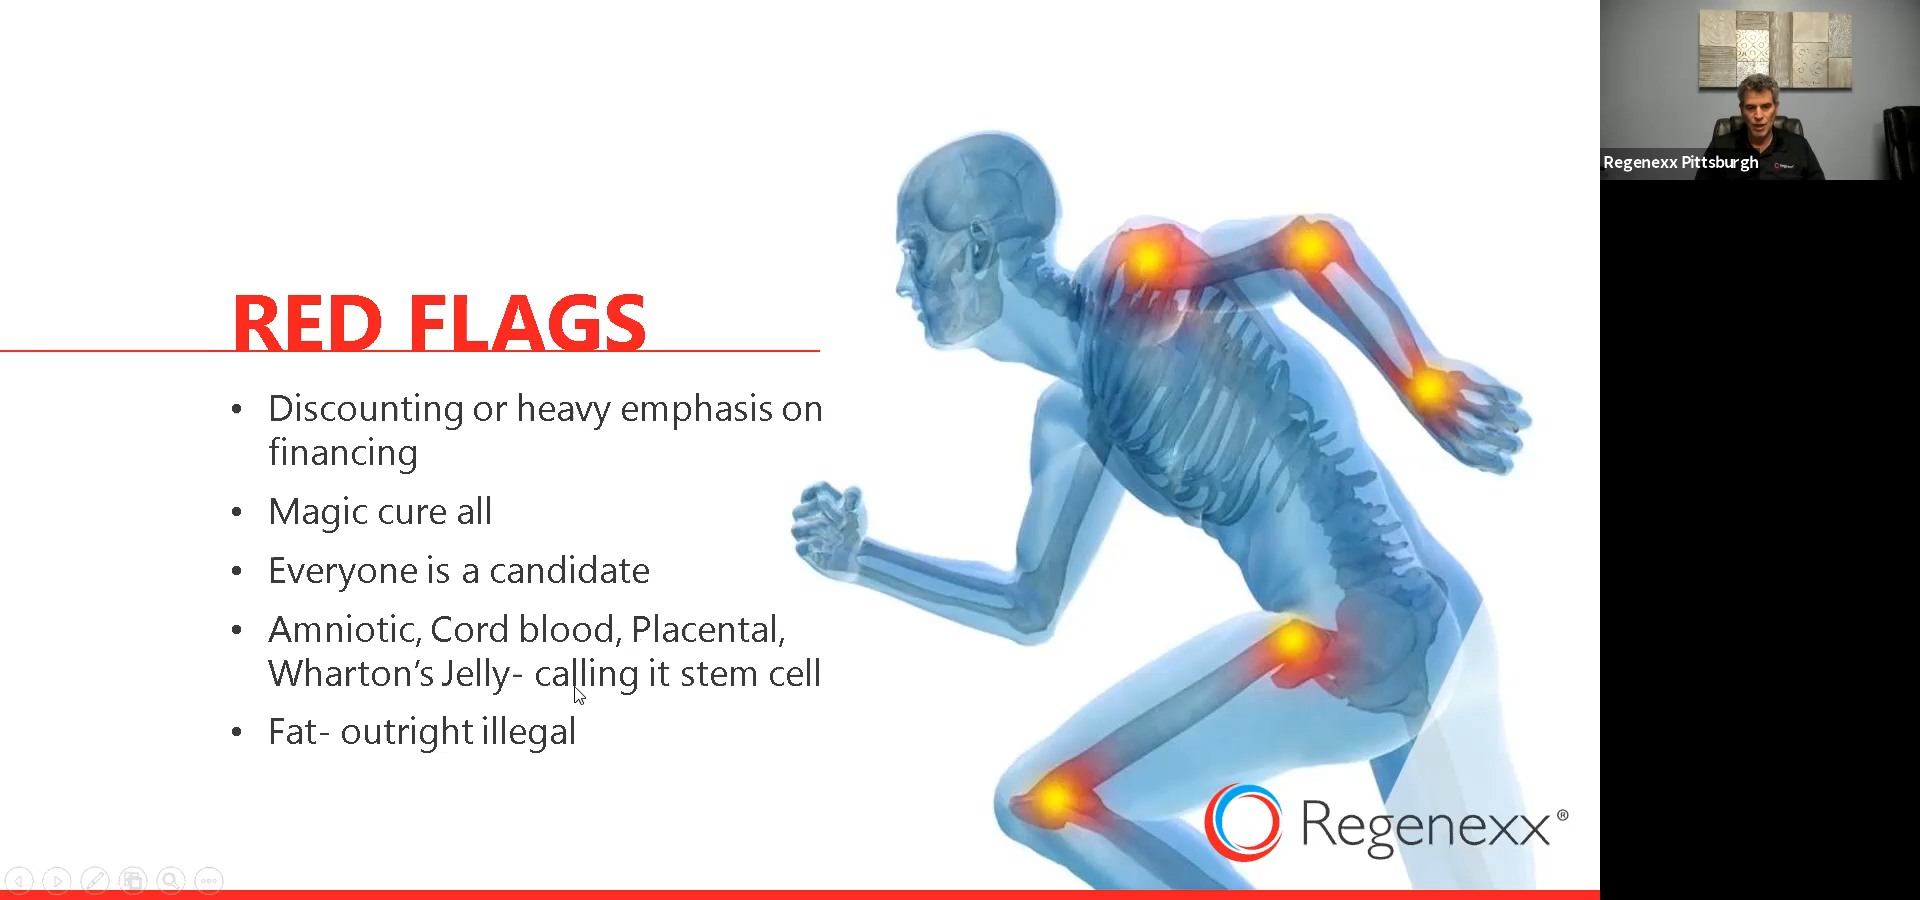 RED FLAGS
• Discounting or heavy emphasis on
financing
• Magic cure all
• Everyone is a candidate
• Amniotic, Cord blood, Placental,
Wharton’s Jelly- calling it stem cell
• Fat- outright illegal
Regenexx®
Regenexx Pittsburgh